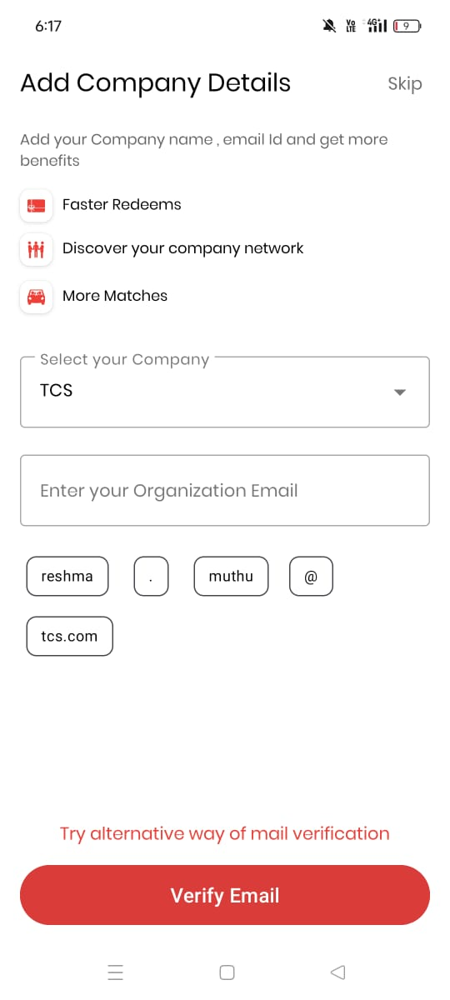 6:17
Vo LTE 4G+ 9
Add Company Details
Skip
Add your Company name , email Id and get more
benefits
Faster Redeems
Discover your company network
More Matches
Select your Company
TCS
Enter your Organization Email
reshma . muthu @
tcs.com
Try alternative way of mail verification
Verify Email